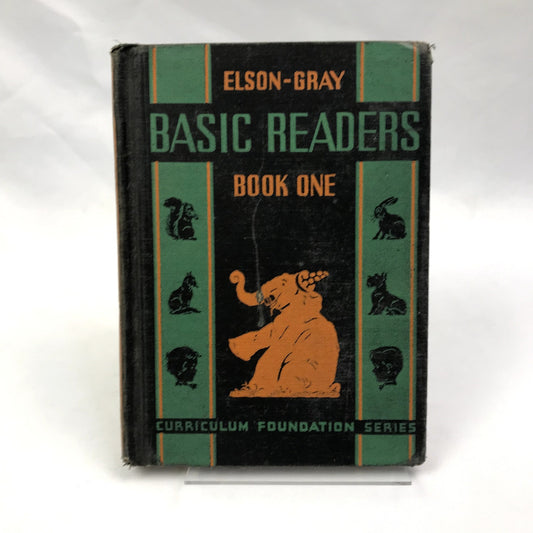 ELSON-GRAY
BASIC READERS
BOOK ONE
CURRICULUM FOUNDATION SERIES